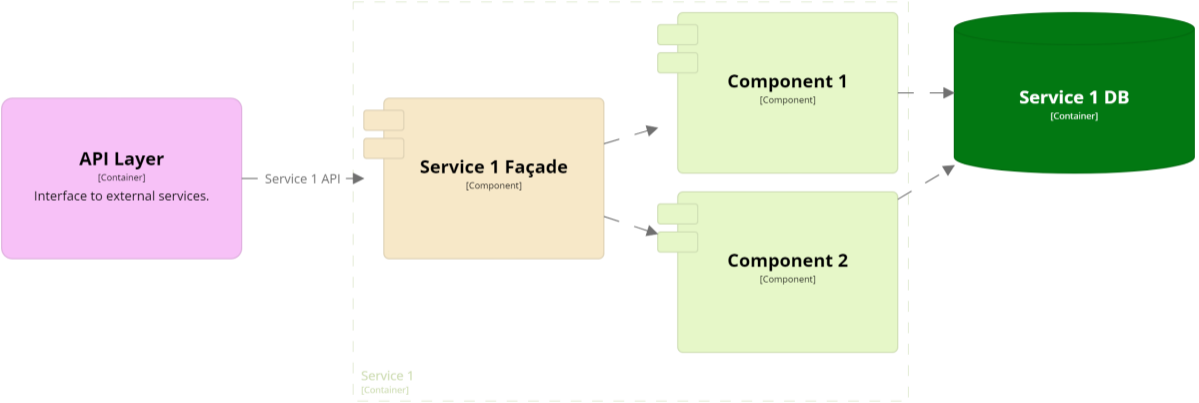 API Layer
[Container]
Interface to external services.
Service 1 API
Service 1 Façade
[Component]
Component 1
[Component]
Component 2
[Component]
Service 1
[Container]
Service 1 DB
[Container]